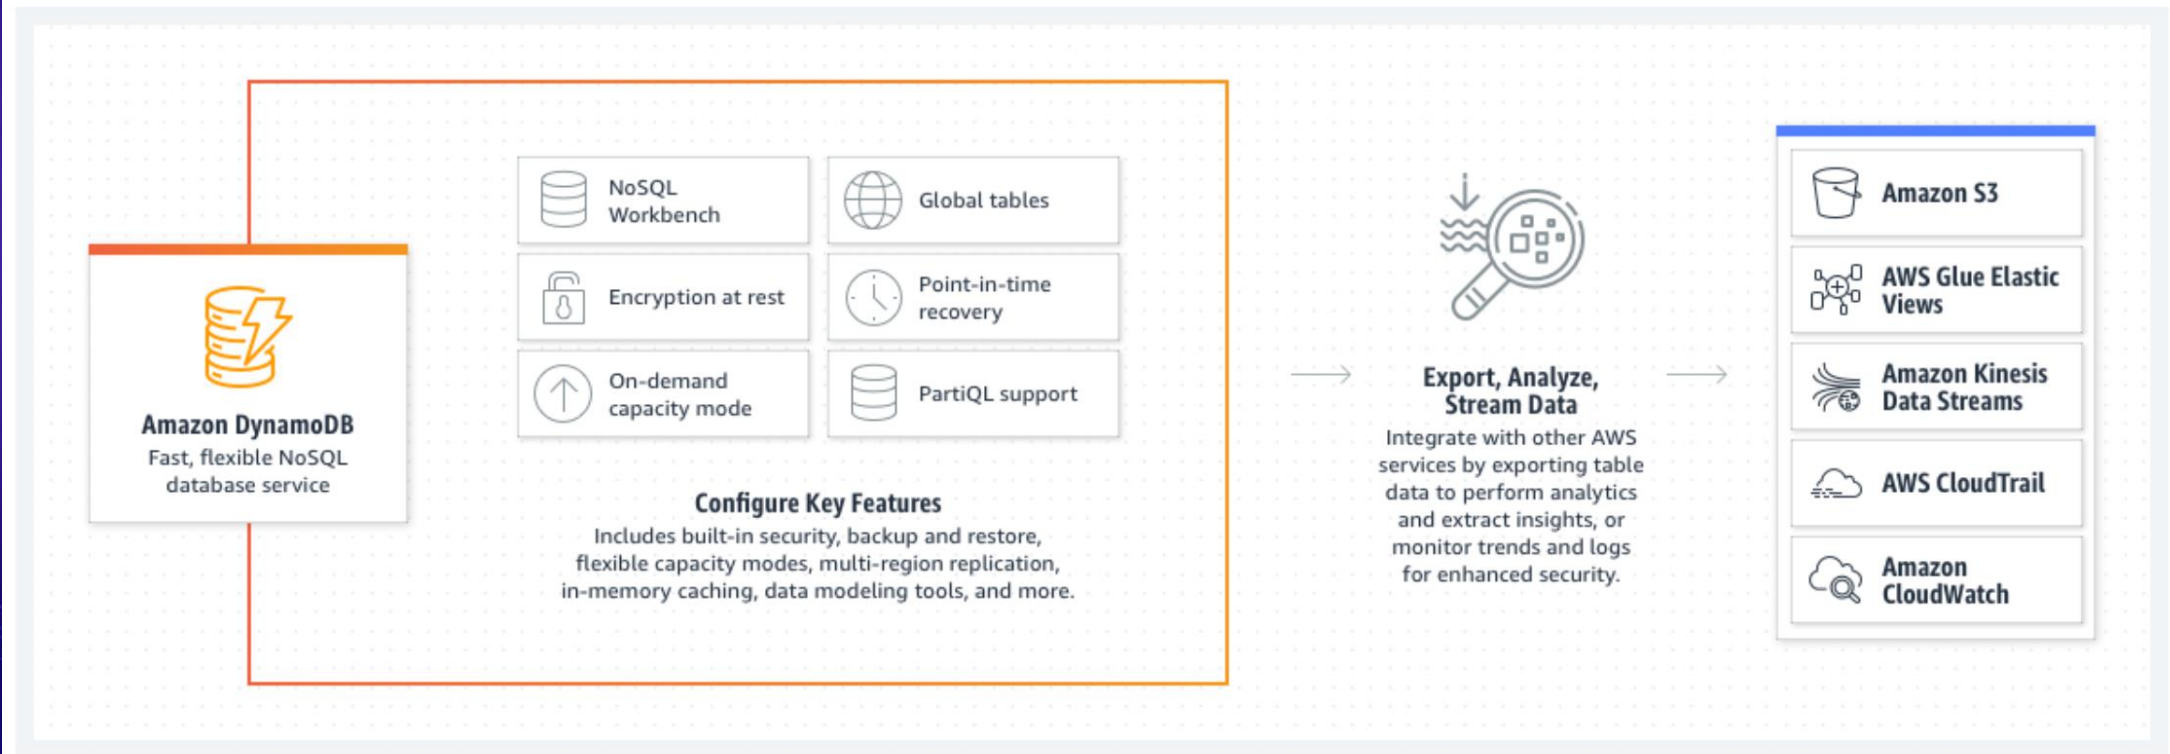 Amazon DynamoDB
Fast, flexible NoSQL
database service
NoSQL
Workbench
Global tables
Encryption at rest
Point-in-time
recovery
On-demand
capacity mode
PartiQL support
Configure Key Features
Includes built-in security, backup and restore,
flexible capacity modes, multi-region replication,
in-memory caching, data modeling tools, and more.
Export, Analyze,
Stream Data
Integrate with other AWS
services by exporting table
data to perform analytics
and extract insights, or
monitor trends and logs
for enhanced security.
Amazon S3
AWS Glue Elastic
Views
Amazon Kinesis
Data Streams
AWS CloudTrail
Amazon
CloudWatch